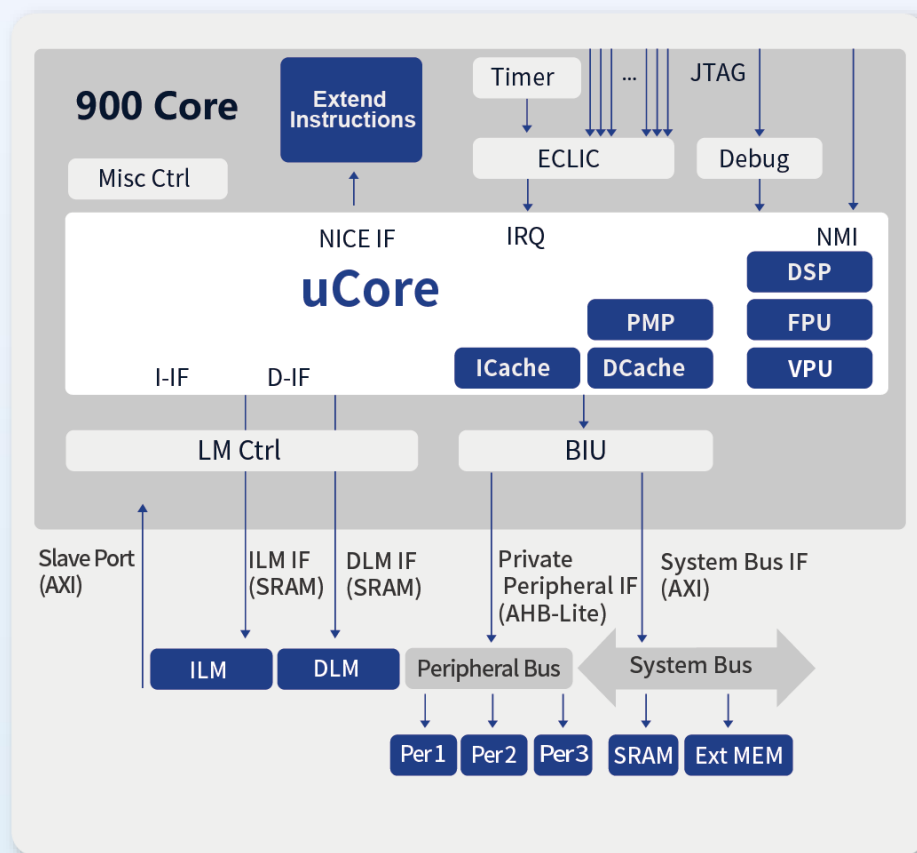 900 Core
Extend
Instructions
Timer
...
JTAG
ECLIC
Debug
Misc Ctrl
NICE IF
IRQ
NMI
uCore
DSP
PMP
FPU
ICache
DCache
VPU
I-IF
D-IF
LM Ctrl
BIU
Slave Port
(AXI)
ILM IF
(SRAM)
DLM IF
(SRAM)
Private
Peripheral IF
(AHB-Lite)
System Bus IF
(AXI)
ILM
DLM
Peripheral Bus
System Bus
Per1
Per2
Per3
SRAM
Ext MEM